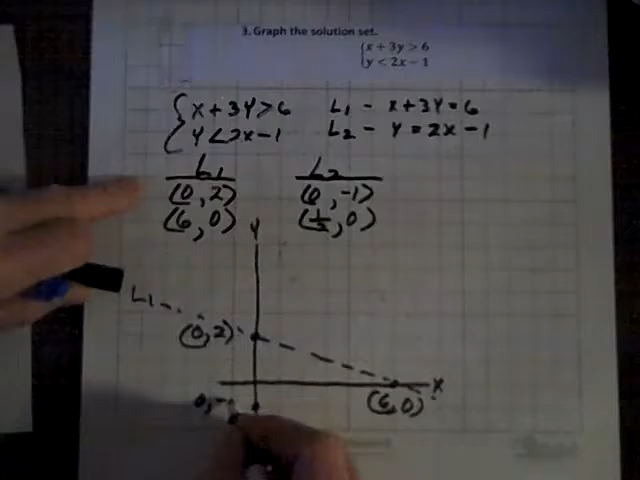 3. Graph the solution set.
{x + 3y > 6
y < 2x - 1
{x + 3y > 6 L1 - x + 3y = 6
y < 2x - 1 L2 - y = 2x - 1
L1 L2
(0, 2) (0, -1)
(6, 0) (1/2, 0)
Y
L1
(0, 2)
X
(6, 0)
0, -